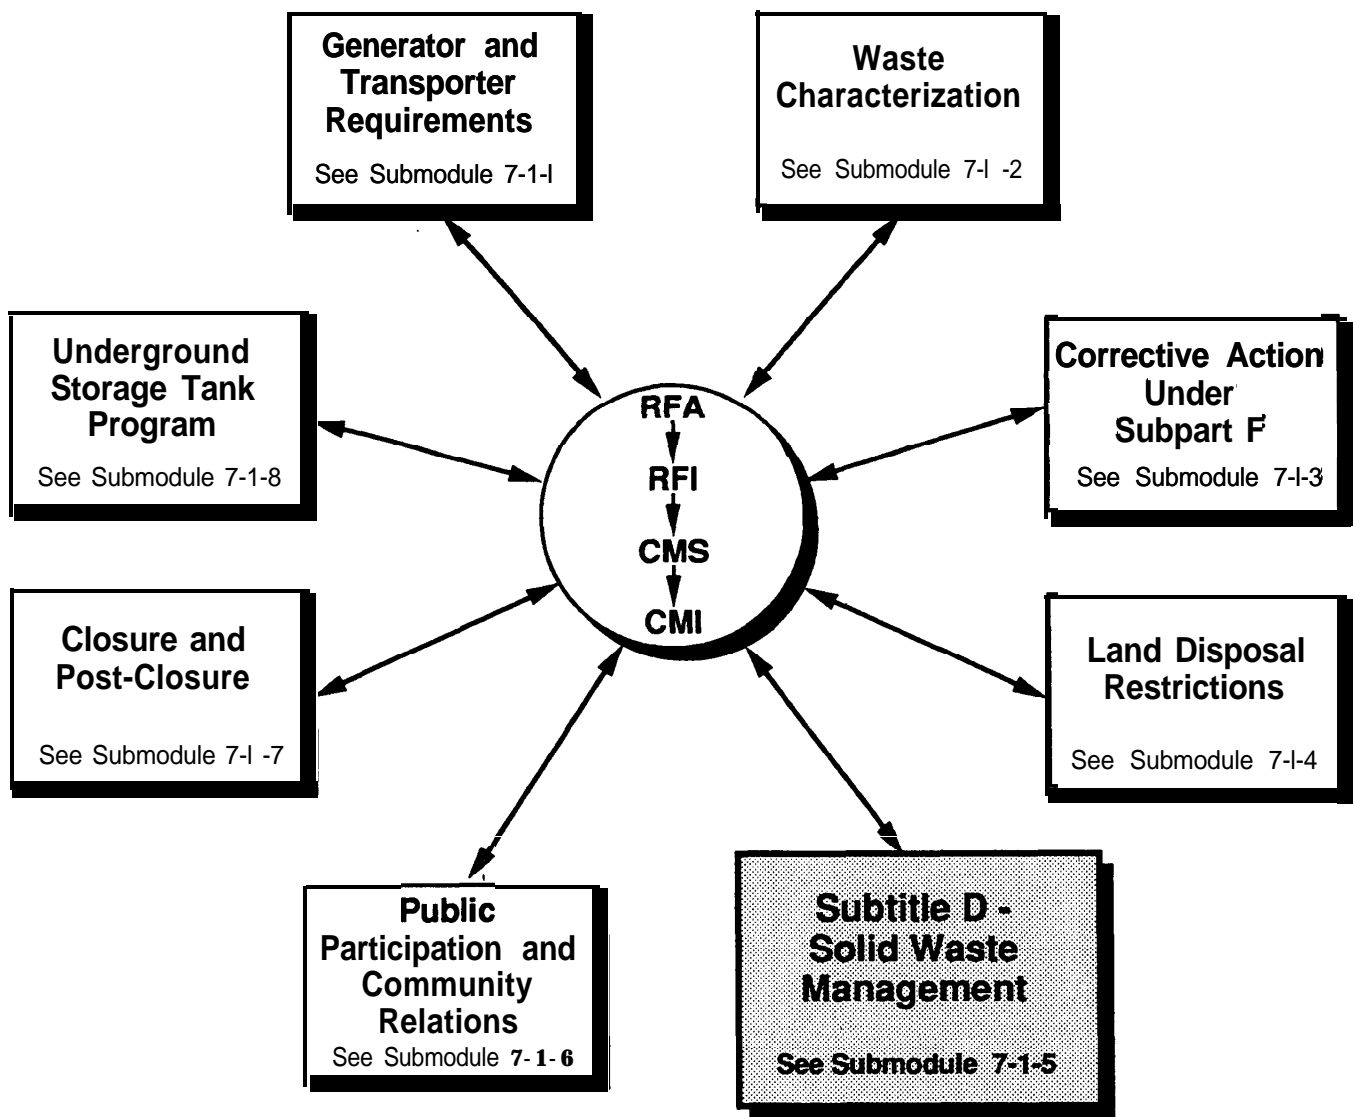 Generator and
Transporter
Requirements
See Submodule 7-1-I
Waste
Characterization
See Submodule 7-I -2
Underground
Storage Tank
Program
See Submodule 7-1-8
Corrective Action
Under
Subpart F
See Submodule 7-I-3
RFA
RFI
CMS
CMI
Closure and
Post-Closure
See Submodule 7-I -7
Land Disposal
Restrictions
See Submodule 7-I-4
Public
Participation and
Community
Relations
See Submodule 7-1-6
Subtitle D -
Solid Waste
Management
See Submodule 7-1-5